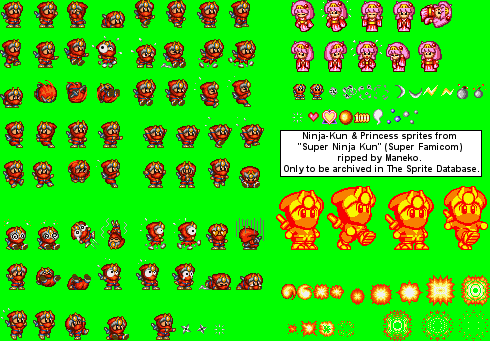 Ninja-Kun & Princess sprites from
"Super Ninja Kun" (Super Famicom)
ripped by Maneko.
Only to be archived in The Sprite Database.